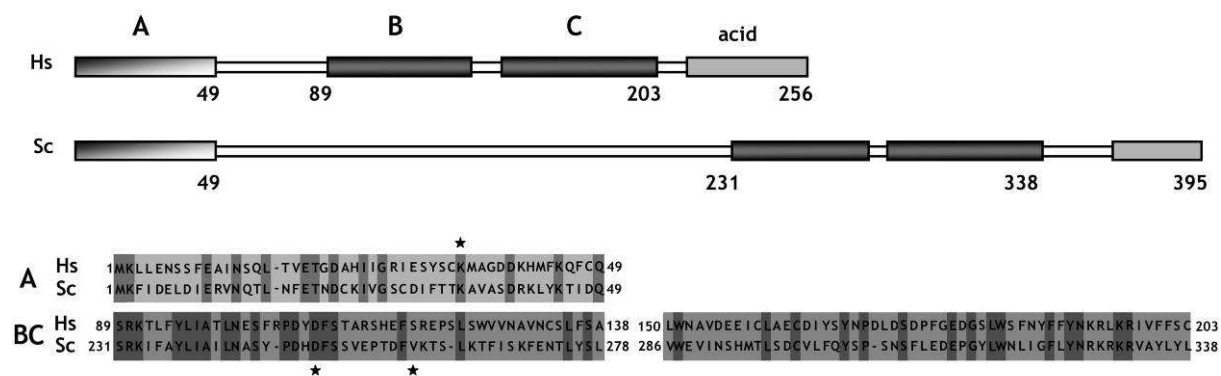 A B C acid
Hs
49 89 203 256
Sc
49 231 338 395
A Hs 1 MKLLENSSFEAINSQL-TVETGDAHIIGRIESYSCKMAGDDKHMFKQFCQ 49
Sc 1 MKFIDELDIERVNQTL-NFETNDCKIVGSCDIFTTKAVASDRKLYKTIDQ 49
BC Hs 89 SRKTLFYLIATLNESFRPDYDFSTARSHEFSREPSLSWVVNAVNCSLFSA 138 150 LWNAVDEEICLAECDIYSYNPDLDSDPFGEDGSLWSFNYFFYNKRLKRIVFFSC 203
Sc 231 SRKIFAYLIAILNASY-PDHDFSSVEPTDFVKTS-LKTFISKFENTLYSL 278 286 VWEVINSHMTLSDCVLFQYSP-SNSFLEDEPGYLWNLIGFLYNRKRKRVAYLYL 338